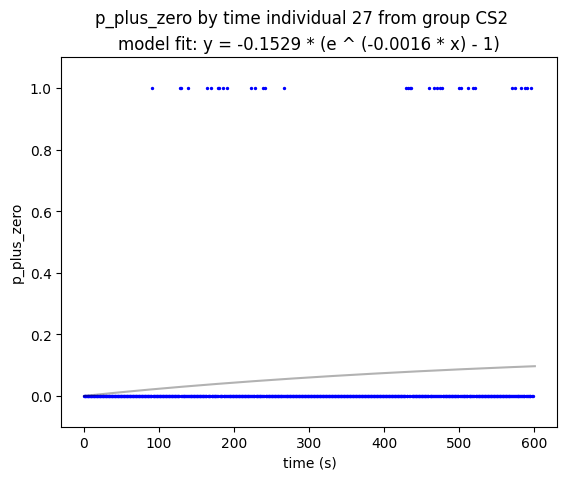 p_plus_zero by time individual 27 from group CS2
model fit: y = -0.1529 * (e ^ (-0.0016 * x) - 1)
1.0
0.8
0.6
0.4
0.2
0.0
p_plus_zero
0 100 200 300 400 500 600
time (s)